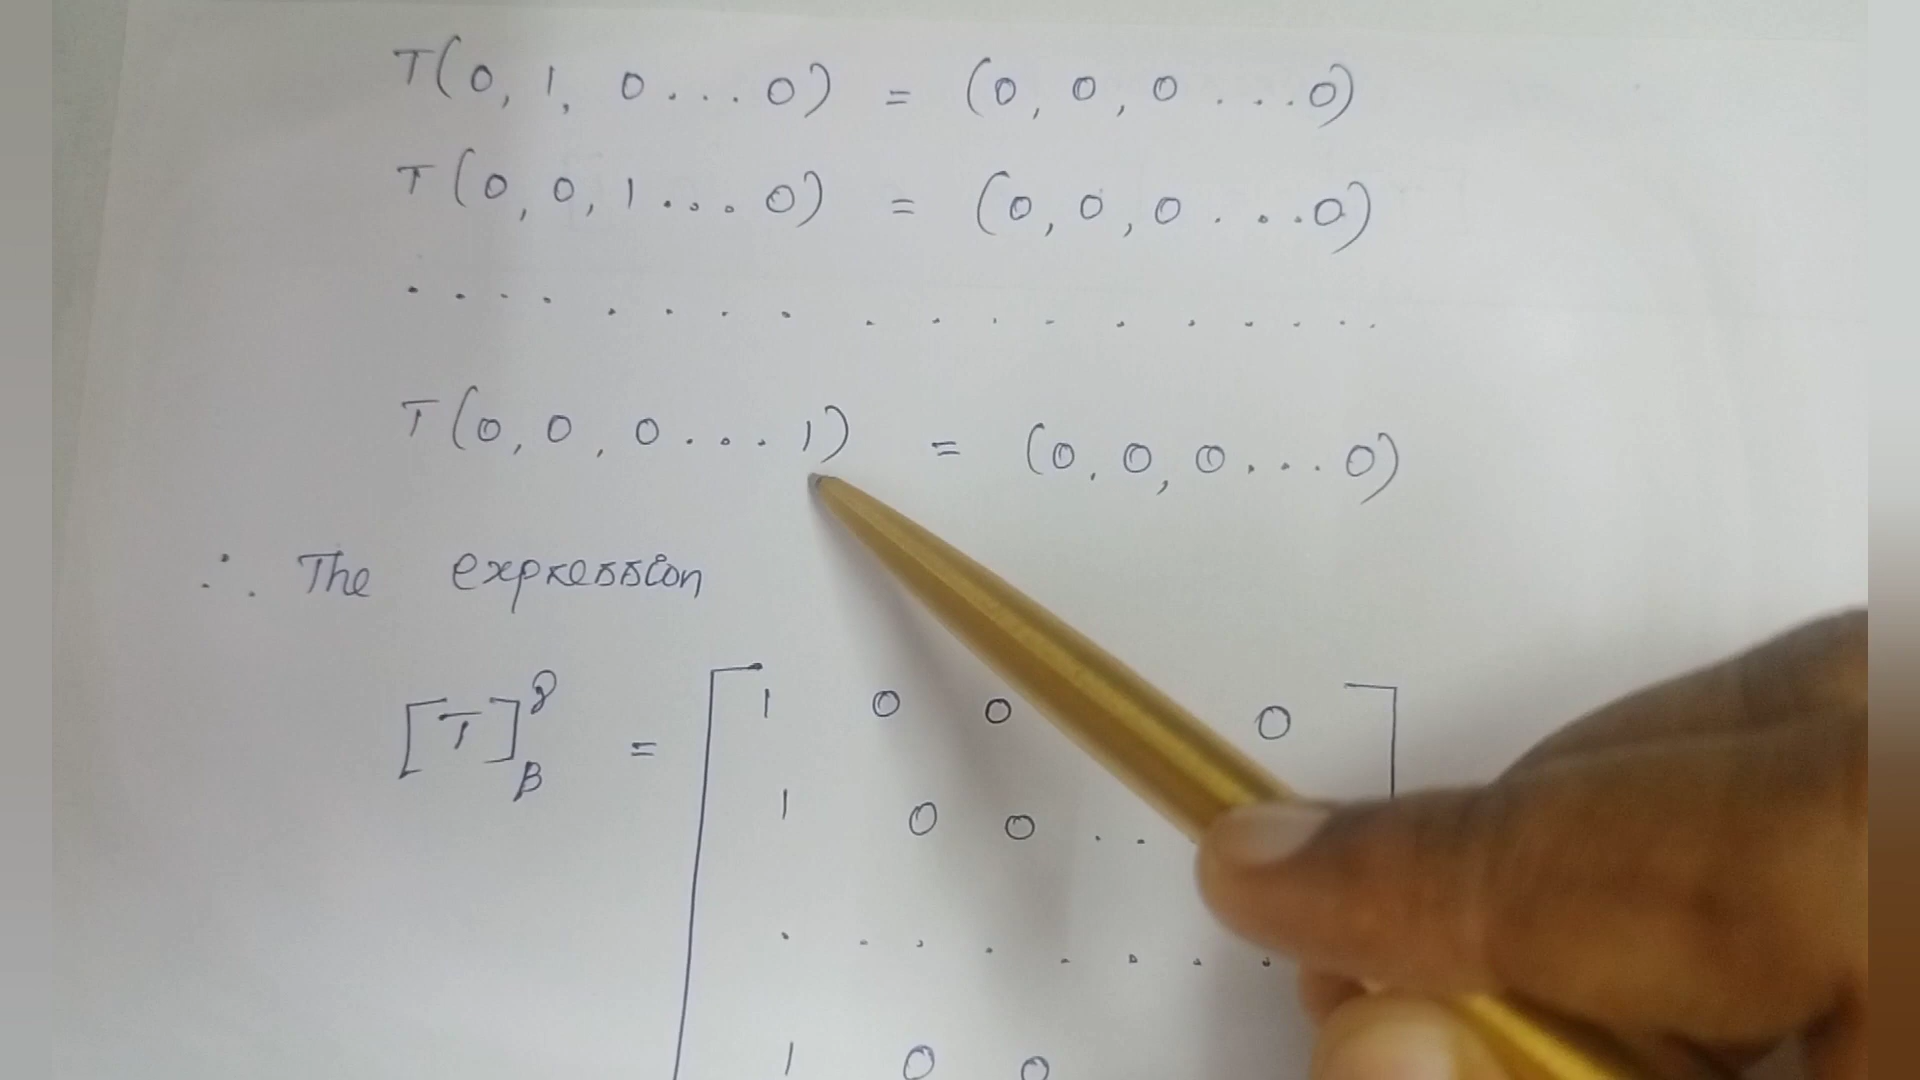 T(0, 1, 0 ... 0) = (0, 0, 0 ... 0)
T(0, 0, 1 ... 0) = (0, 0, 0 ... 0)
. . . . . . . . . . . . . . . . .
T(0, 0, 0 ... 1) = (0, 0, 0 ... 0)
∴ The expression
[T]γβ = [ 1 0 0 0 ]
1 0 0 . .
. . . . . . . .
1 0 0